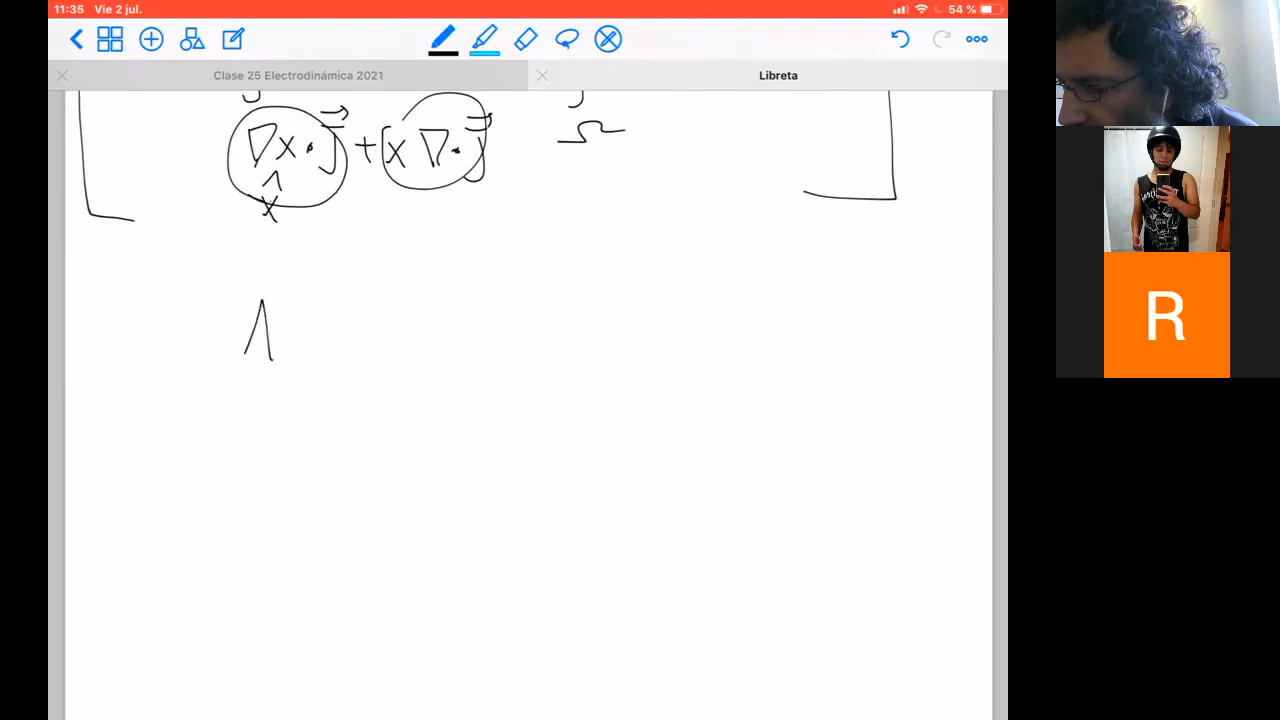 11:35 Vie 2 jul. 54 %
Clase 25 Electrodinámica 2021
Libreta
∇x · j + [x ∇ · j
x̂
Ω
Λ
R